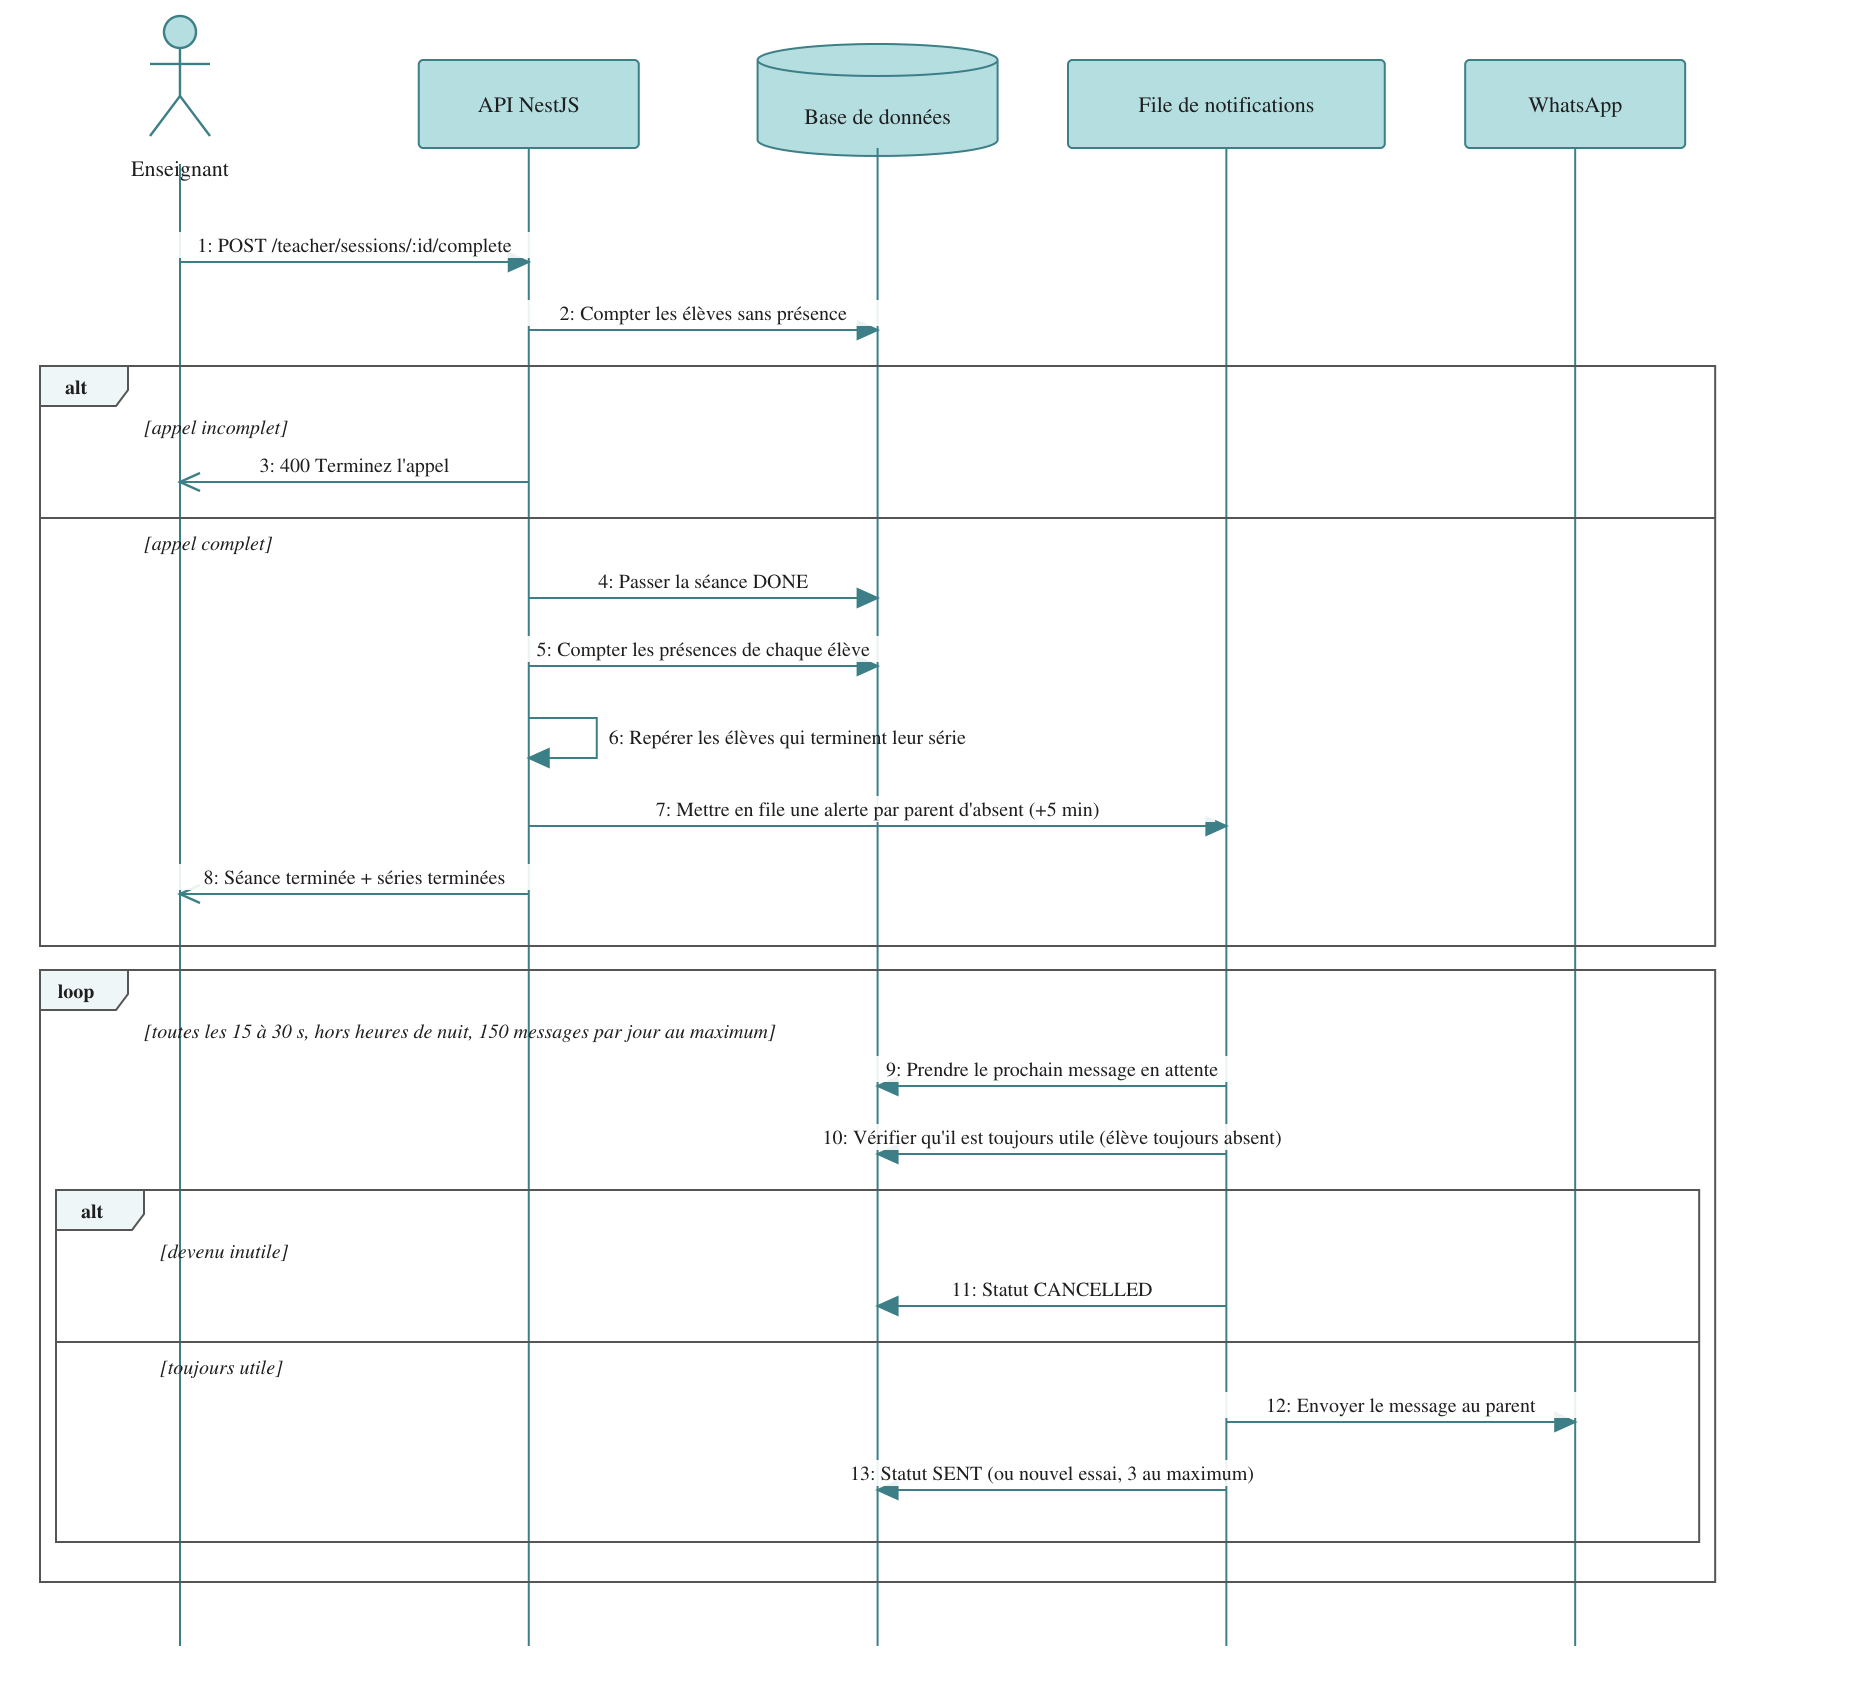 API NestJS
Base de données
File de notifications
WhatsApp
Enseignant
1: POST /teacher/sessions/:id/complete
2: Compter les élèves sans présence
alt
[appel incomplet]
3: 400 Terminez l'appel
[appel complet]
4: Passer la séance DONE
5: Compter les présences de chaque élève
6: Repérer les élèves qui terminent leur série
7: Mettre en file une alerte par parent d'absent (+5 min)
8: Séance terminée + séries terminées
loop
[toutes les 15 à 30 s, hors heures de nuit, 150 messages par jour au maximum]
9: Prendre le prochain message en attente
10: Vérifier qu'il est toujours utile (élève toujours absent)
alt
[devenu inutile]
11: Statut CANCELLED
[toujours utile]
12: Envoyer le message au parent
13: Statut SENT (ou nouvel essai, 3 au maximum)